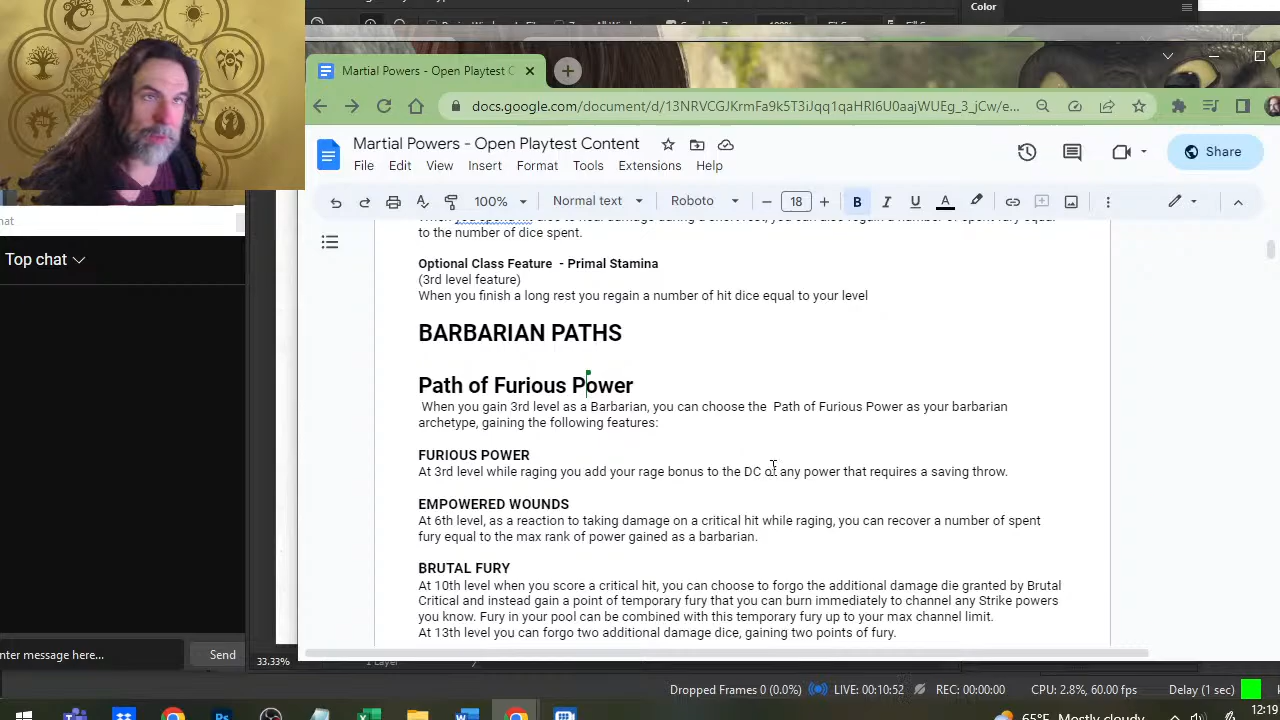 Color
Martial Powers - Open Playtest C
docs.google.com/document/d/13NRVCGJKrmFa9k5T3iJqq1qaHRI6U0aajWUEg_3_jCw/e...
Martial Powers - Open Playtest Content
File Edit View Insert Format Tools Extensions Help
Share
100% Normal text Roboto 18 B I U A
to the number of dice spent.
Optional Class Feature - Primal Stamina
(3rd level feature)
When you finish a long rest you regain a number of hit dice equal to your level
BARBARIAN PATHS
Path of Furious Power
When you gain 3rd level as a Barbarian, you can choose the Path of Furious Power as your barbarian
archetype, gaining the following features:
FURIOUS POWER
At 3rd level while raging you add your rage bonus to the DC of any power that requires a saving throw.
EMPOWERED WOUNDS
At 6th level, as a reaction to taking damage on a critical hit while raging, you can recover a number of spent
fury equal to the max rank of power gained as a barbarian.
BRUTAL FURY
At 10th level when you score a critical hit, you can choose to forgo the additional damage die granted by Brutal
Critical and instead gain a point of temporary fury that you can burn immediately to channel any Strike powers
you know. Fury in your pool can be combined with this temporary fury up to your max channel limit.
At 13th level you can forgo two additional damage dice, gaining two points of fury.
hat
Top chat
nter message here...
Send
33.33%
Dropped Frames 0 (0.0%) LIVE: 00:10:52 REC: 00:00:00 CPU: 2.8%, 60.00 fps Delay (1 sec)
65°F Mostly cloudy
12:19